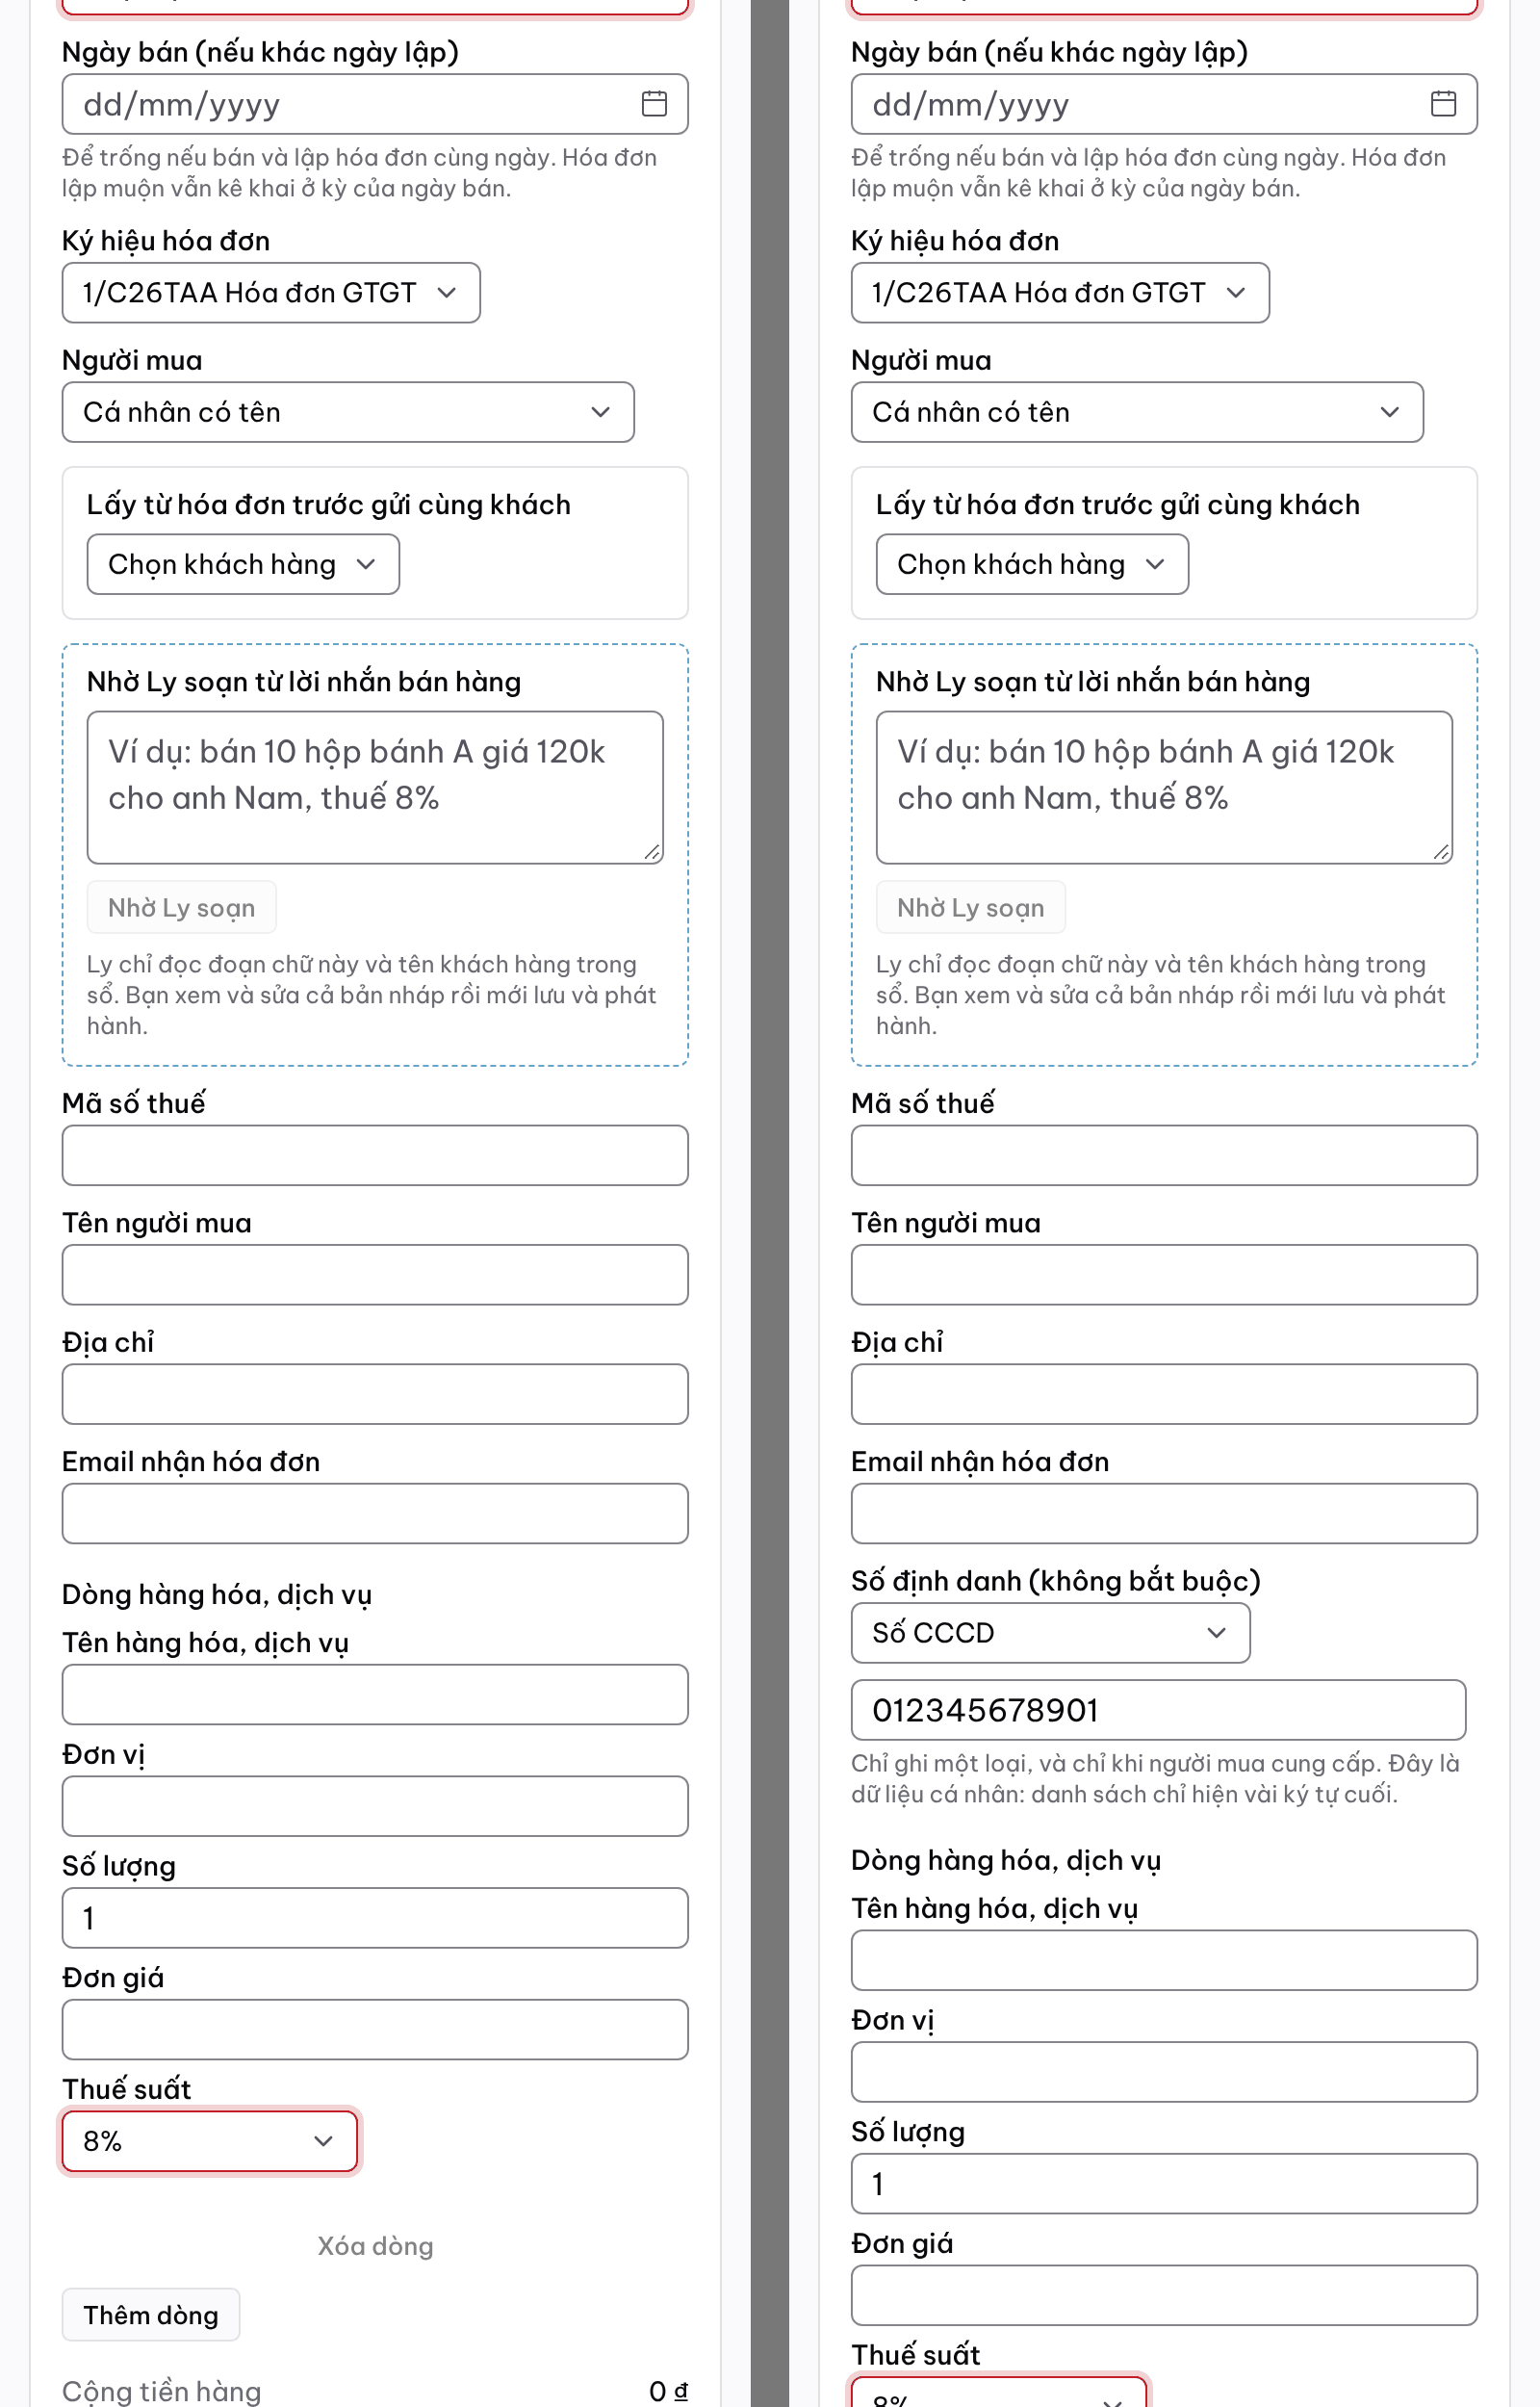 Ngày bán (nếu khác ngày lập)
dd/mm/yyyy
Để trống nếu bán và lập hóa đơn cùng ngày. Hóa đơn
lập muộn vẫn kê khai ở kỳ của ngày bán.
Ký hiệu hóa đơn
1/C26TAA Hóa đơn GTGT
Người mua
Cá nhân có tên
Lấy từ hóa đơn trước gửi cùng khách
Chọn khách hàng
Nhờ Ly soạn từ lời nhắn bán hàng
Ví dụ: bán 10 hộp bánh A giá 120k
cho anh Nam, thuế 8%
Nhờ Ly soạn
Ly chỉ đọc đoạn chữ này và tên khách hàng trong
sổ. Bạn xem và sửa cả bản nháp rồi mới lưu và phát
hành.
Mã số thuế
Tên người mua
Địa chỉ
Email nhận hóa đơn
Dòng hàng hóa, dịch vụ
Tên hàng hóa, dịch vụ
Đơn vị
Số lượng
1
Đơn giá
Thuế suất
8%
Xóa dòng
Thêm dòng
Cộng tiền hàng
0 ₫
Ngày bán (nếu khác ngày lập)
dd/mm/yyyy
Để trống nếu bán và lập hóa đơn cùng ngày. Hóa đơn
lập muộn vẫn kê khai ở kỳ của ngày bán.
Ký hiệu hóa đơn
1/C26TAA Hóa đơn GTGT
Người mua
Cá nhân có tên
Lấy từ hóa đơn trước gửi cùng khách
Chọn khách hàng
Nhờ Ly soạn từ lời nhắn bán hàng
Ví dụ: bán 10 hộp bánh A giá 120k
cho anh Nam, thuế 8%
Nhờ Ly soạn
Ly chỉ đọc đoạn chữ này và tên khách hàng trong
sổ. Bạn xem và sửa cả bản nháp rồi mới lưu và phát
hành.
Mã số thuế
Tên người mua
Địa chỉ
Email nhận hóa đơn
Số định danh (không bắt buộc)
Số CCCD
012345678901
Chỉ ghi một loại, và chỉ khi người mua cung cấp. Đây là
dữ liệu cá nhân: danh sách chỉ hiện vài ký tự cuối.
Dòng hàng hóa, dịch vụ
Tên hàng hóa, dịch vụ
Đơn vị
Số lượng
1
Đơn giá
Thuế suất
8%